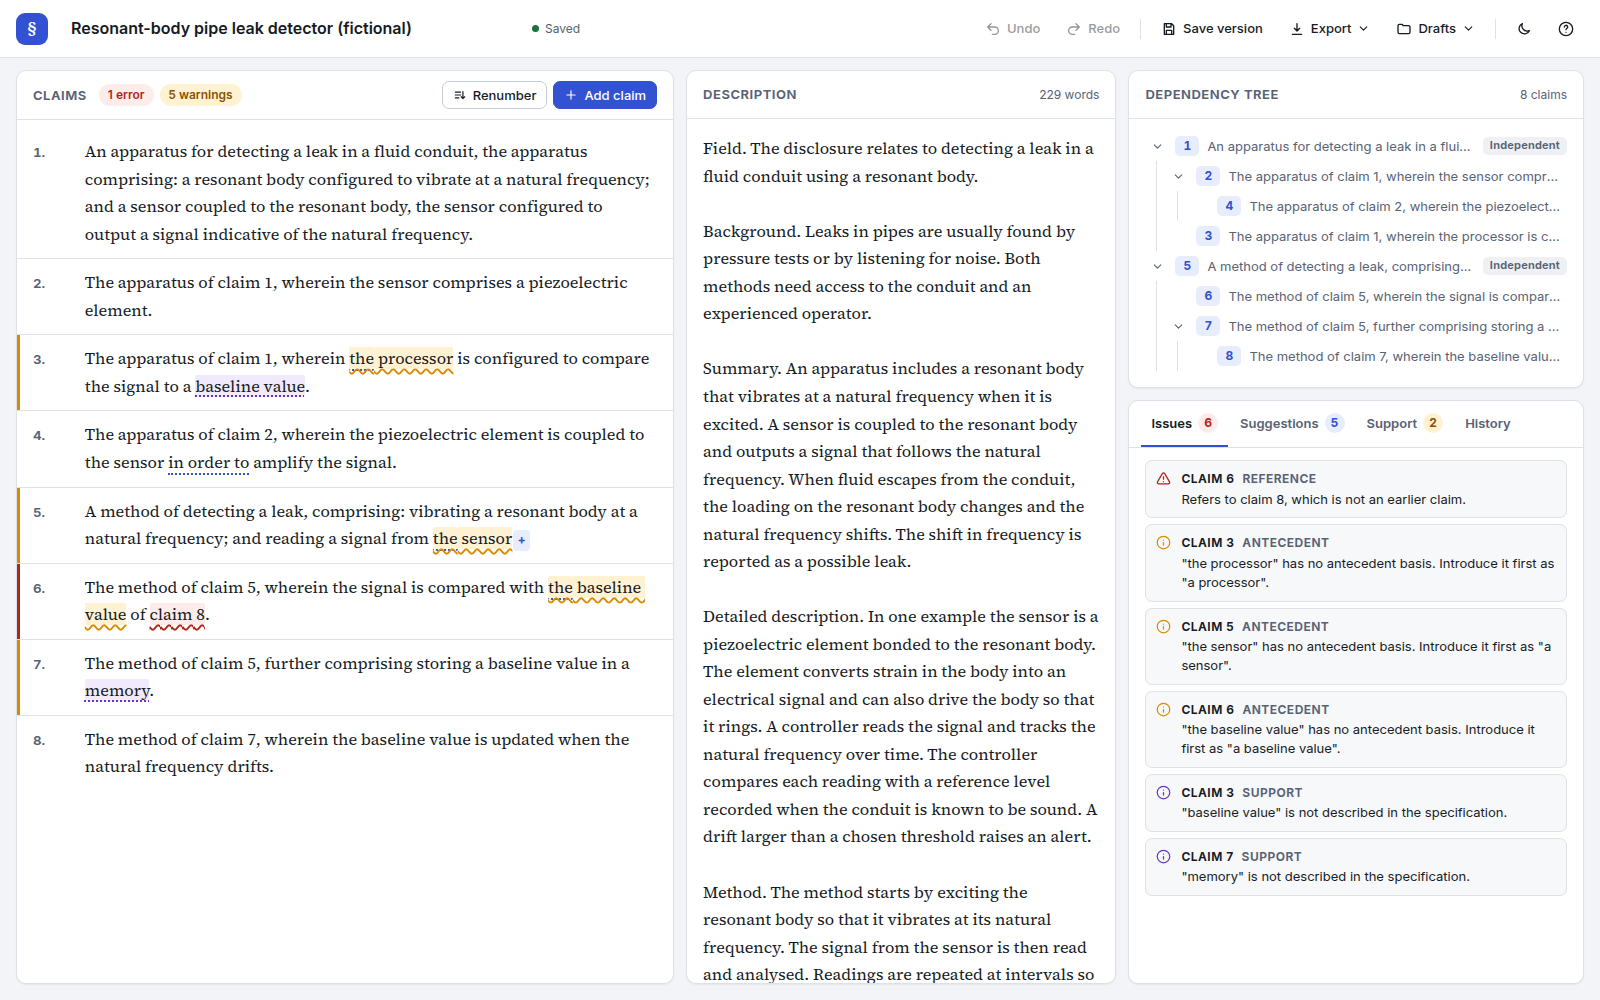 § Resonant-body pipe leak detector (fictional) Saved Undo Redo Save version Export Drafts
CLAIMS 1 error 5 warnings Renumber Add claim
1. An apparatus for detecting a leak in a fluid conduit, the apparatus
comprising: a resonant body configured to vibrate at a natural frequency;
and a sensor coupled to the resonant body, the sensor configured to
output a signal indicative of the natural frequency.
2. The apparatus of claim 1, wherein the sensor comprises a piezoelectric
element.
3. The apparatus of claim 1, wherein the processor is configured to compare
the signal to a baseline value.
4. The apparatus of claim 2, wherein the piezoelectric element is coupled to
the sensor in order to amplify the signal.
5. A method of detecting a leak, comprising: vibrating a resonant body at a
natural frequency; and reading a signal from the sensor +
6. The method of claim 5, wherein the signal is compared with the baseline
value of claim 8.
7. The method of claim 5, further comprising storing a baseline value in a
memory.
8. The method of claim 7, wherein the baseline value is updated when the
natural frequency drifts.
DESCRIPTION 229 words
Field. The disclosure relates to detecting a leak in a
fluid conduit using a resonant body.
Background. Leaks in pipes are usually found by
pressure tests or by listening for noise. Both
methods need access to the conduit and an
experienced operator.
Summary. An apparatus includes a resonant body
that vibrates at a natural frequency when it is
excited. A sensor is coupled to the resonant body
and outputs a signal that follows the natural
frequency. When fluid escapes from the conduit,
the loading on the resonant body changes and the
natural frequency shifts. The shift in frequency is
reported as a possible leak.
Detailed description. In one example the sensor is a
piezoelectric element bonded to the resonant body.
The element converts strain in the body into an
electrical signal and can also drive the body so that
it rings. A controller reads the signal and tracks the
natural frequency over time. The controller
compares each reading with a reference level
recorded when the conduit is known to be sound. A
drift larger than a chosen threshold raises an alert.
Method. The method starts by exciting the
resonant body so that it vibrates at its natural
frequency. The signal from the sensor is then read
and analysed. Readings are repeated at intervals so
DEPENDENCY TREE 8 claims
1 An apparatus for detecting a leak in a flui... Independent
2 The apparatus of claim 1, wherein the sensor compr...
4 The apparatus of claim 2, wherein the piezoelect...
3 The apparatus of claim 1, wherein the processor is c...
5 A method of detecting a leak, comprising... Independent
6 The method of claim 5, wherein the signal is compar...
7 The method of claim 5, further comprising storing a ...
8 The method of claim 7, wherein the baseline valu...
Issues 6 Suggestions 5 Support 2 History
CLAIM 6 REFERENCE
Refers to claim 8, which is not an earlier claim.
CLAIM 3 ANTECEDENT
"the processor" has no antecedent basis. Introduce it first as
"a processor".
CLAIM 5 ANTECEDENT
"the sensor" has no antecedent basis. Introduce it first as "a
sensor".
CLAIM 6 ANTECEDENT
"the baseline value" has no antecedent basis. Introduce it
first as "a baseline value".
CLAIM 3 SUPPORT
"baseline value" is not described in the specification.
CLAIM 7 SUPPORT
"memory" is not described in the specification.